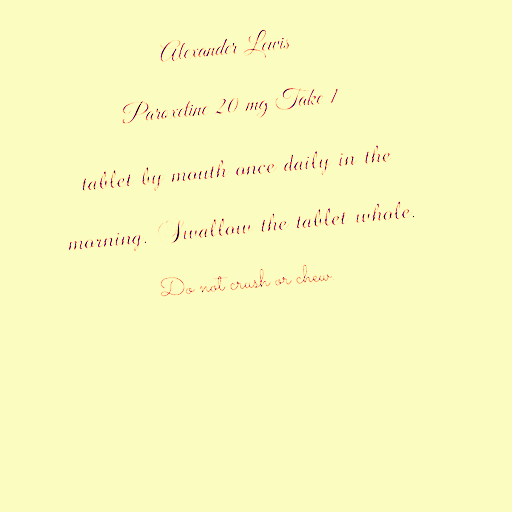 Alexander Lewis
Paroxetine 20 mg Take 1
tablet by mouth once daily in the
morning. Swallow the tablet whole.
Do not crush or chew.